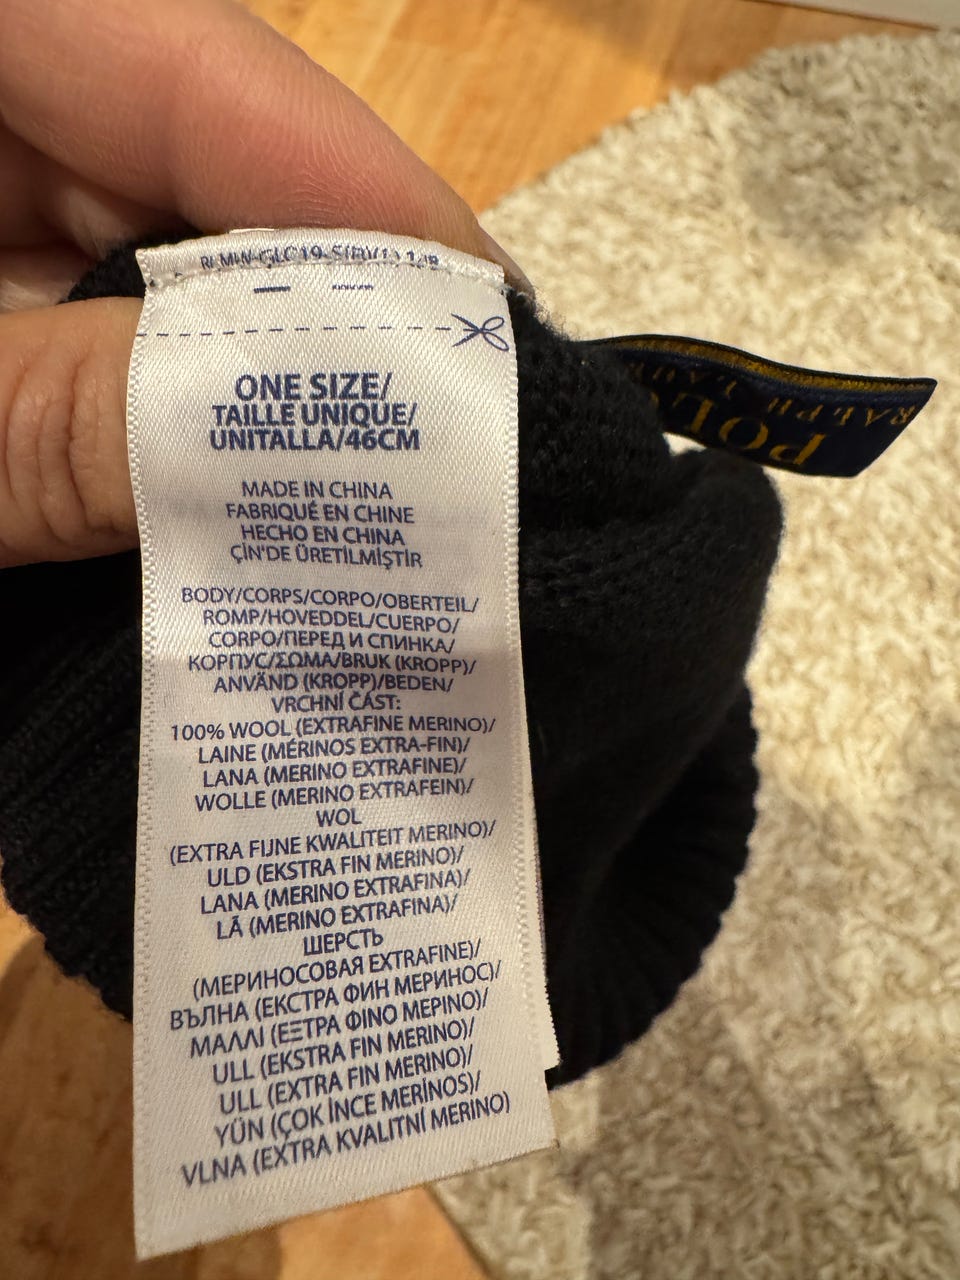 ONE SIZE/
TAILLE UNIQUE/
UNITALLA/46CM
MADE IN CHINA
FABRIQUÉ EN CHINE
HECHO EN CHINA
ÇİN'DE ÜRETİLMİŞTİR
BODY/CORPS/CORPO/OBERTEIL/
ROMP/HOVEDDEL/CUERPO/
CORPO/ПЕРЕД И СПИНКА/
КОРПУС/ΣΩΜΑ/BRUK (KROPP)/
ANVÄND (KROPP)/BEDEN/
VRCHNÍ ČÁST:
100% WOOL (EXTRAFINE MERINO)/
LAINE (MÉRINOS EXTRA-FIN)/
LANA (MERINO EXTRAFINE)/
WOLLE (MERINO EXTRAFEIN)/
WOL
(EXTRA FIJNE KWALITEIT MERINO)/
ULD (EKSTRA FIN MERINO)/
LANA (MERINO EXTRAFINA)/
LÃ (MERINO EXTRAFINA)/
ШЕРСТЬ
(МЕРИНОСОВАЯ EXTRAFINE)/
ВЪЛНА (ЕКСТРА ФИН МЕРИНОС)/
ΜΑΛΛΙ (ΕΞΤΡΑ ΦΙΝΟ ΜΕΡΙΝΟ)/
ULL (EKSTRA FIN MERINO)/
ULL (EXTRA FIN MERINO)/
YÜN (ÇOK İNCE MERİNOS)/
VLNA (EXTRA KVALITNÍ MERINO)
POLO
RALPH LAUR